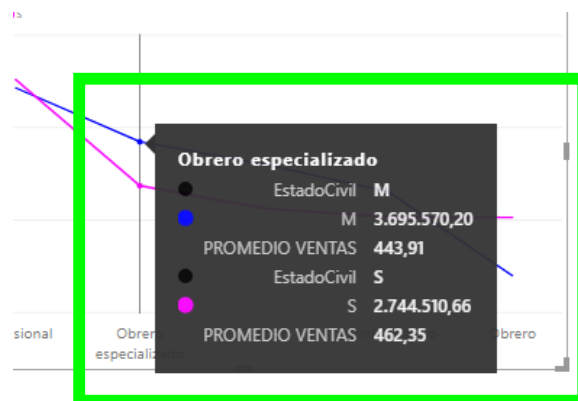 Obrero especializado
EstadoCivil M
M 3.695.570,20
PROMEDIO VENTAS 443,91
EstadoCivil S
S 2.744.510,66
PROMEDIO VENTAS 462,35
sional
Obrero
Obrero